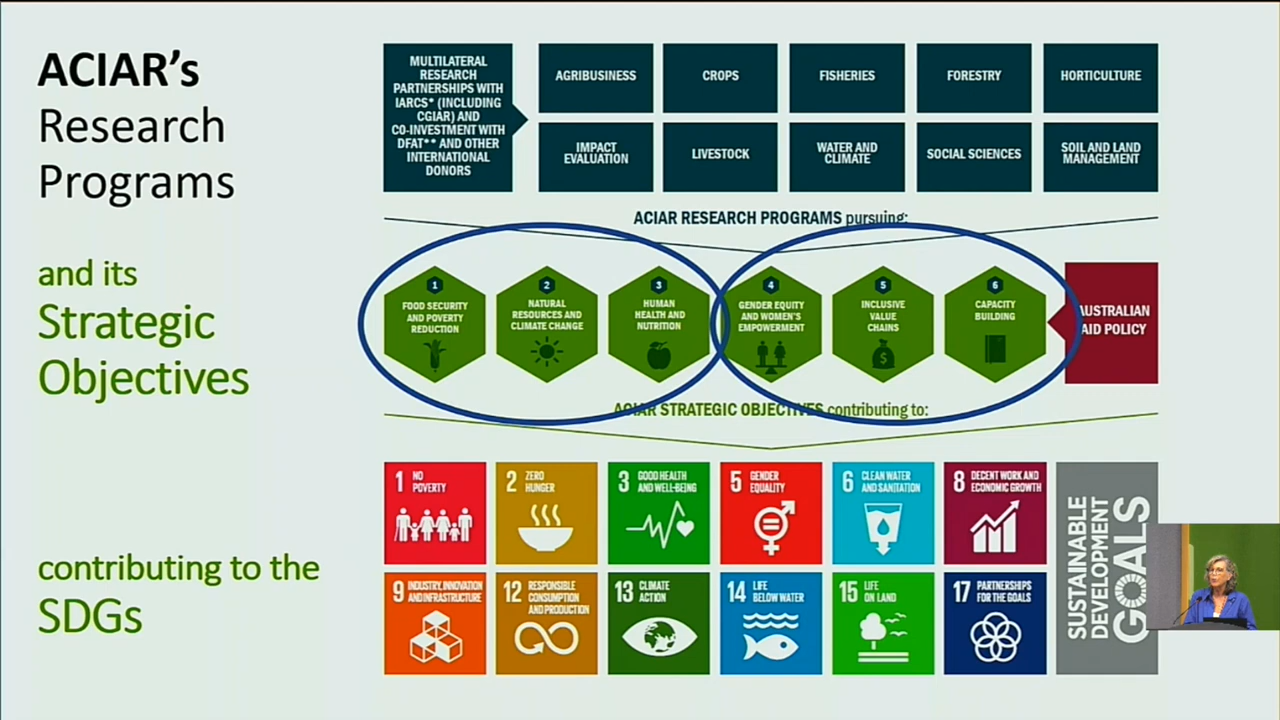 ACIAR's
Research
Programs
and its
Strategic
Objectives
contributing to the
SDGs
MULTILATERAL
RESEARCH
PARTNERSHIPS WITH
IARCS* (INCLUDING
CGIAR) AND
CO-INVESTMENT WITH
DFAT** AND OTHER
INTERNATIONAL
DONORS
AGRIBUSINESS
CROPS
FISHERIES
FORESTRY
HORTICULTURE
IMPACT
EVALUATION
LIVESTOCK
WATER AND
CLIMATE
SOCIAL SCIENCES
SOIL AND LAND
MANAGEMENT
ACIAR RESEARCH PROGRAMS pursuing:
1
FOOD SECURITY
AND POVERTY
REDUCTION
2
NATURAL
RESOURCES AND
CLIMATE CHANGE
3
HUMAN
HEALTH AND
NUTRITION
4
GENDER EQUITY
AND WOMEN'S
EMPOWERMENT
5
INCLUSIVE
VALUE
CHAINS
$
6
CAPACITY
BUILDING
AUSTRALIAN
AID POLICY
ACIAR STRATEGIC OBJECTIVES contributing to:
1 NO
POVERTY
2 ZERO
HUNGER
3 GOOD HEALTH
AND WELL-BEING
5 GENDER
EQUALITY
6 CLEAN WATER
AND SANITATION
8 DECENT WORK AND
ECONOMIC GROWTH
9 INDUSTRY, INNOVATION
AND INFRASTRUCTURE
12 RESPONSIBLE
CONSUMPTION
AND PRODUCTION
13 CLIMATE
ACTION
14 LIFE
BELOW WATER
15 LIFE
ON LAND
17 PARTNERSHIPS
FOR THE GOALS
SUSTAINABLE
DEVELOPMENT
GOALS